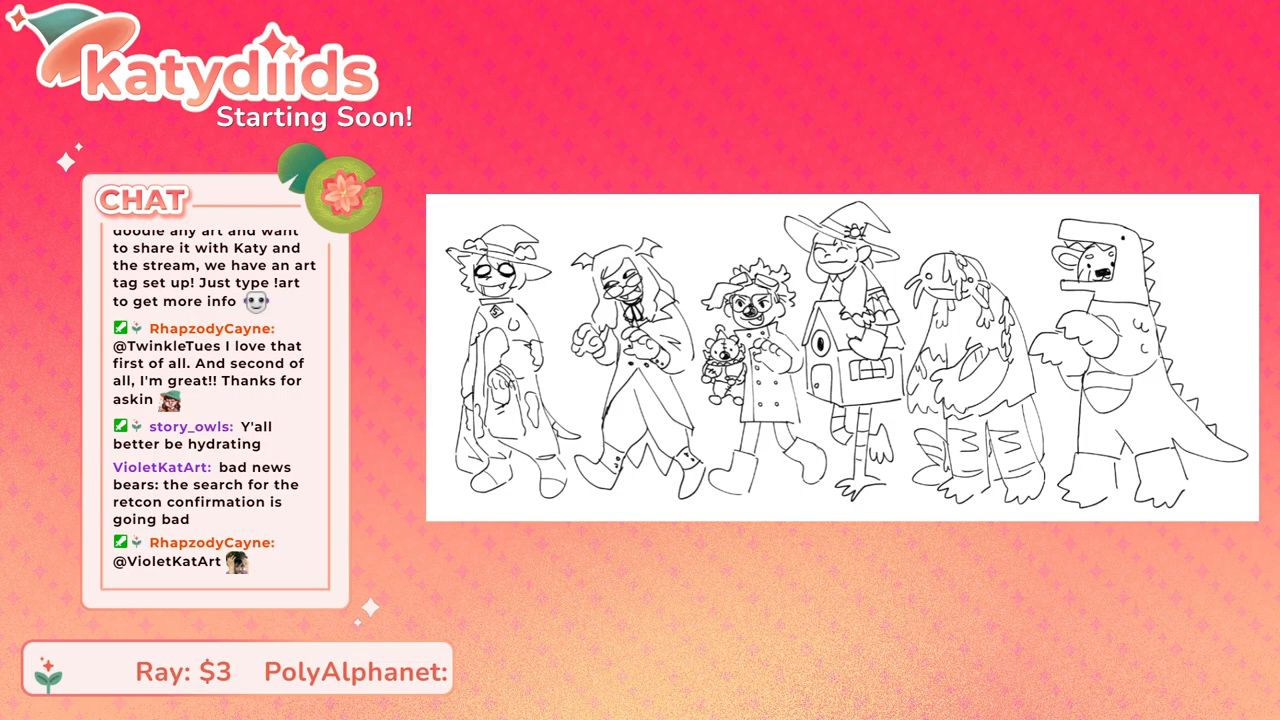 Katydiids
Starting Soon!
CHAT
doodle any art and want
to share it with Katy and
the stream, we have an art
tag set up! Just type !art
to get more info
RhapzodyCayne:
@TwinkleTues I love that
first of all. And second of
all, I'm great!! Thanks for
askin
story_owls: Y'all
better be hydrating
VioletKatArt: bad news
bears: the search for the
retcon confirmation is
going bad
RhapzodyCayne:
@VioletKatArt
Ray: $3 PolyAlphanet: